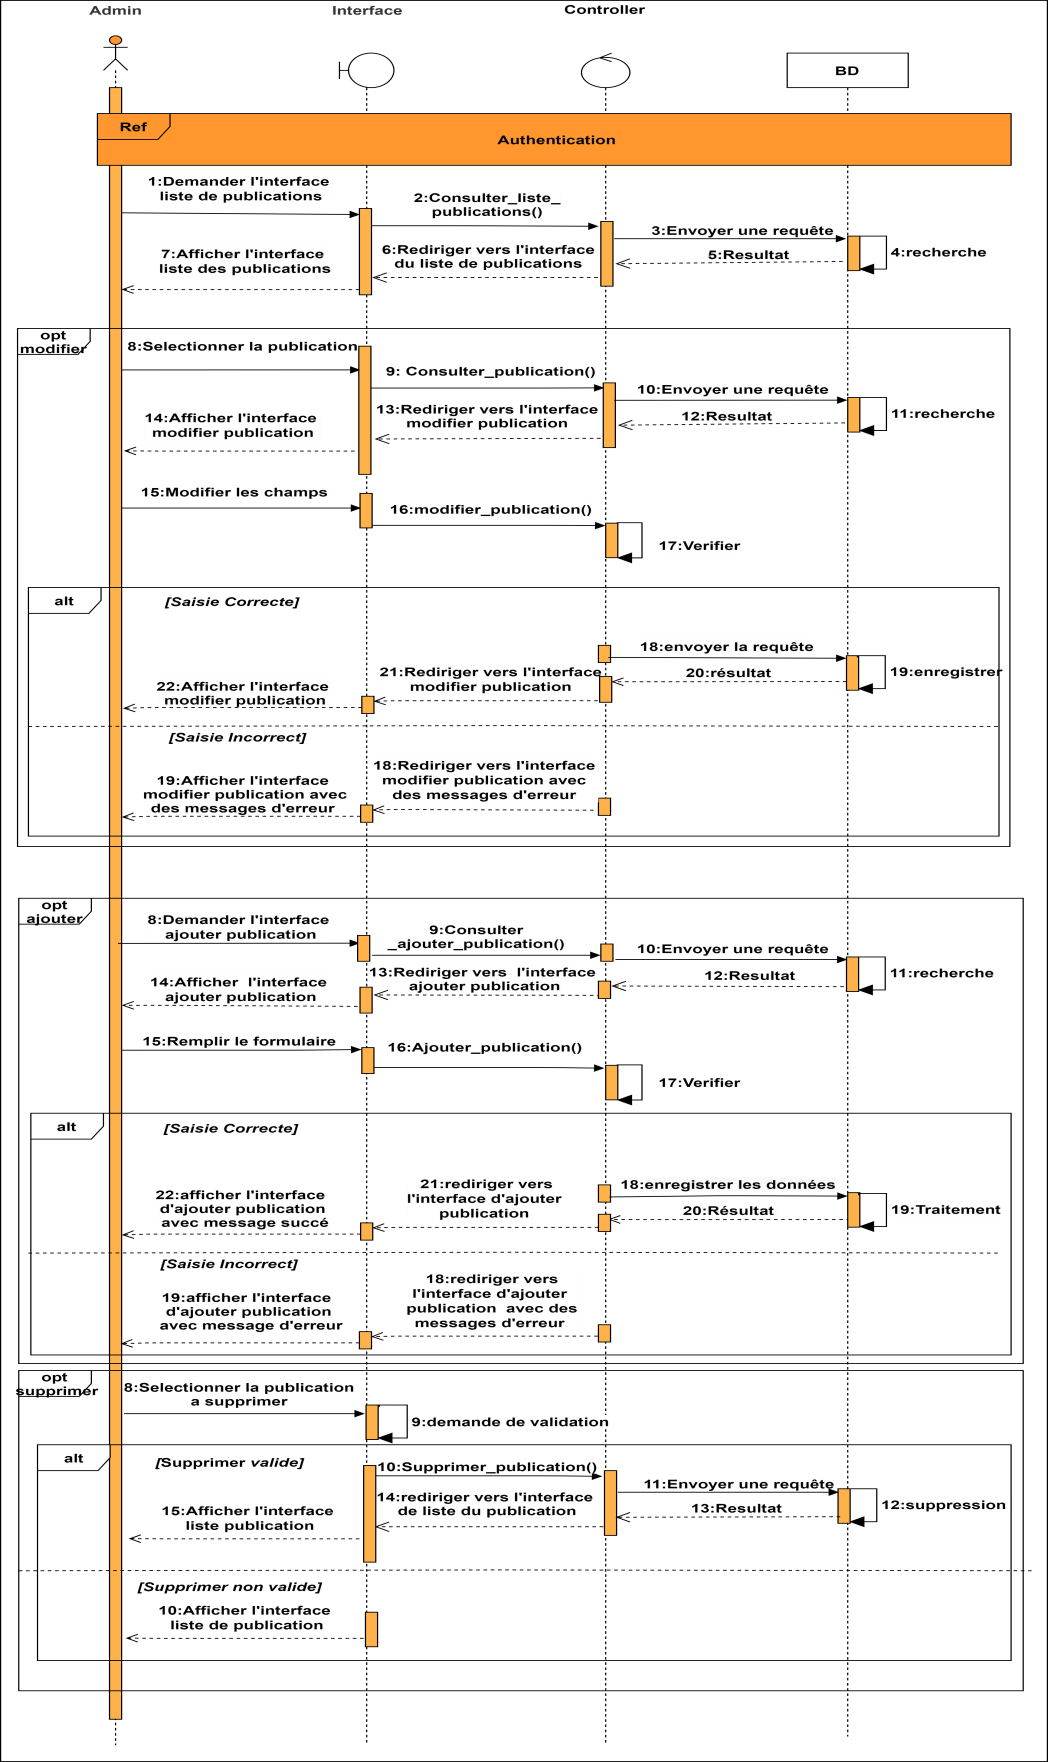 Admin
Interface
Controller
BD
Ref
Authentication
1:Demander l'interface
liste de publications
2:Consulter_liste_
publications()
3:Envoyer une requête
4:recherche
5:Resultat
6:Rediriger vers l'interface
du liste de publications
7:Afficher l'interface
liste des publications
opt
modifier
8:Selectionner la publication
9: Consulter_publication()
10:Envoyer une requête
11:recherche
12:Resultat
13:Rediriger vers l'interface
modifier publication
14:Afficher l'interface
modifier publication
15:Modifier les champs
16:modifier_publication()
17:Verifier
alt
[Saisie Correcte]
18:envoyer la requête
19:enregistrer
20:résultat
21:Rediriger vers l'interface
modifier publication
22:Afficher l'interface
modifier publication
[Saisie Incorrect]
18:Rediriger vers l'interface
modifier publication avec
des messages d'erreur
19:Afficher l'interface
modifier publication avec
des messages d'erreur
opt
ajouter
8:Demander l'interface
ajouter publication
9:Consulter
_ajouter_publication()
10:Envoyer une requête
11:recherche
12:Resultat
13:Rediriger vers  l'interface
ajouter publication
14:Afficher  l'interface
ajouter publication
15:Remplir le formulaire
16:Ajouter_publication()
17:Verifier
alt
[Saisie Correcte]
18:enregistrer les données
19:Traitement
20:Résultat
21:rediriger vers
l'interface d'ajouter
publication
22:afficher l'interface
d'ajouter publication
avec message succé
[Saisie Incorrect]
18:rediriger vers
l'interface d'ajouter
publication  avec des
messages d'erreur
19:afficher l'interface
d'ajouter publication
avec message d'erreur
opt
supprimer
8:Selectionner la publication
a supprimer
9:demande de validation
alt
[Supprimer valide]
10:Supprimer_publication()
11:Envoyer une requête
12:suppression
13:Resultat
14:rediriger vers l'interface
de liste du publication
15:Afficher l'interface
liste publication
[Supprimer non valide]
10:Afficher l'interface
liste de publication